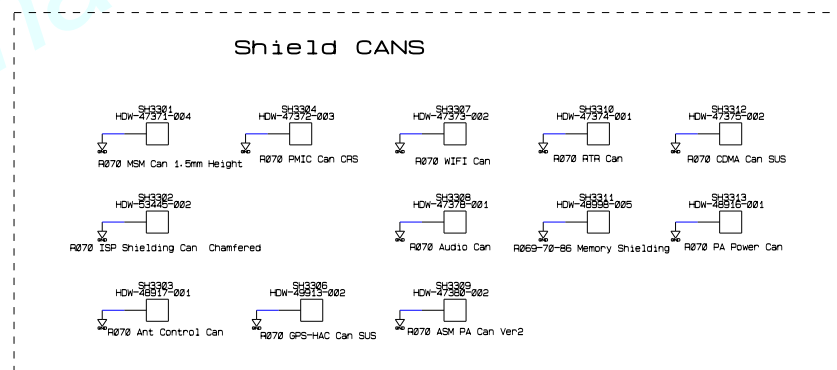 Shield CANS
SH3301
HDW-47371-004
R070 MSM Can 1.5mm Height
SH3304
HDW-47372-003
R070 PMIC Can CRS
SH3307
HDW-47373-002
R070 WIFI Can
SH3310
HDW-47374-001
R070 RTR Can
SH3312
HDW-47375-002
R070 CDMA Can SUS
SH3302
HDW-53445-002
R070 ISP Shielding Can  Chamfered
SH3308
HDW-47378-001
R070 Audio Can
SH3311
HDW-48998-005
R069-70-86 Memory Shielding
SH3313
HDW-48916-001
R070 PA Power Can
SH3303
HDW-48917-001
R070 Ant Control Can
SH3306
HDW-49913-002
R070 GPS-HAC Can SUS
SH3309
HDW-47380-002
R070 ASM PA Can Ver2